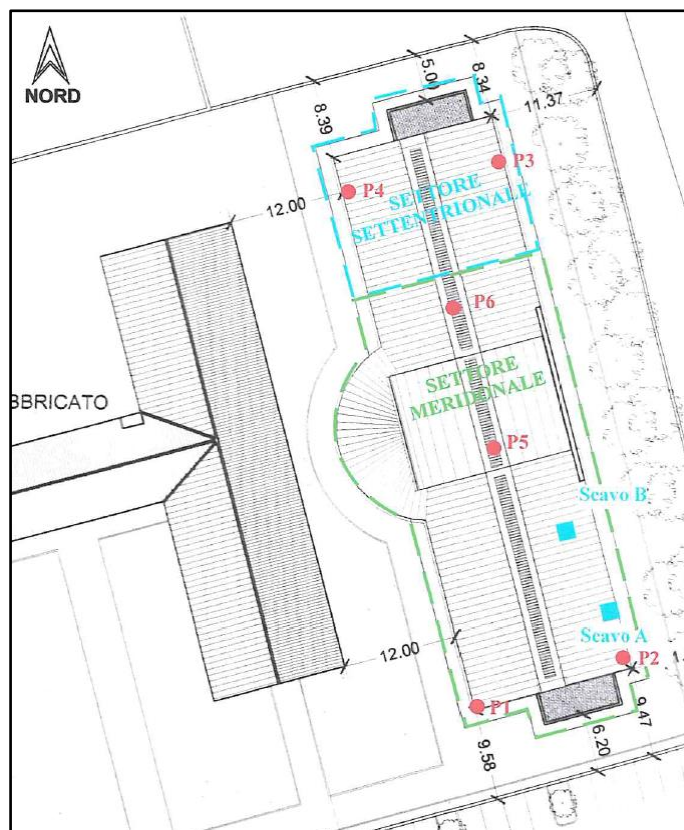 NORD
8.39
5.00
8.34
11.37
12.00
P4
P3
SETTORE
SETTENTRIONALE
P6
SETTORE
MERIDONALE
BBRICATO
P5
Scavo B
Scavo A
12.00
P2
P1
9.58
6.20
9.47